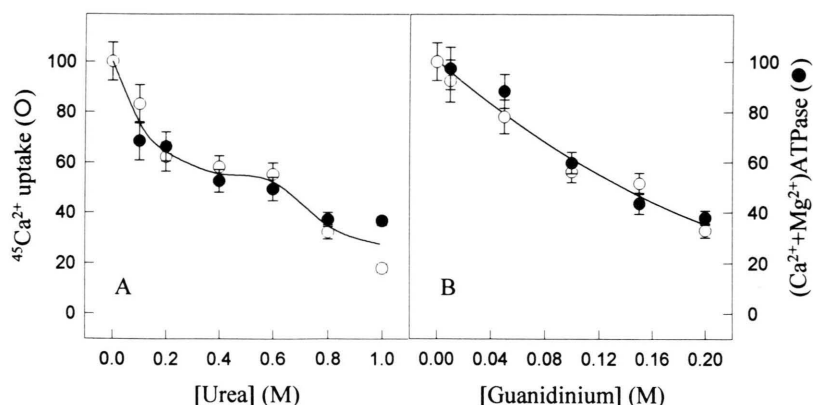 100
80
60
40
20
0
⁴⁵Ca²⁺ uptake (○)
A
0.0 0.2 0.4 0.6 0.8 1.0
[Urea] (M)
B
0.00 0.04 0.08 0.12 0.16 0.20
[Guanidinium] (M)
100
80
60
40
20
0
(Ca²⁺+Mg²⁺)ATPase (●)